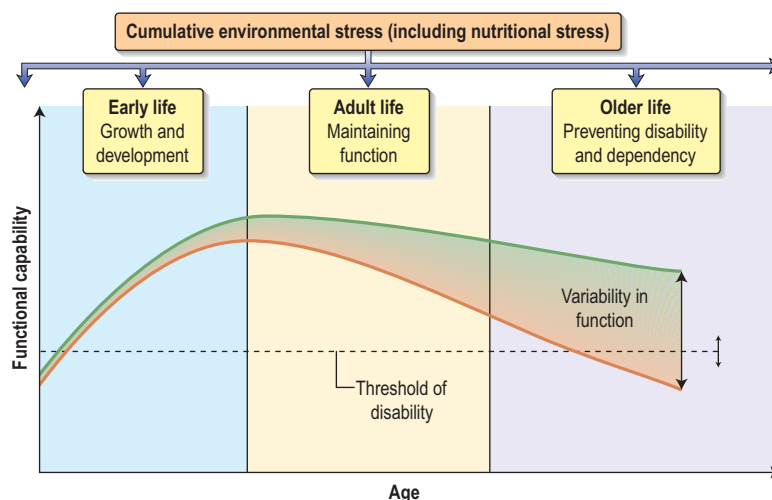 Cumulative environmental stress (including nutritional stress)
Early life
Growth and
development
Adult life
Maintaining
function
Older life
Preventing disability
and dependency
Functional capability
Variability in
function
Threshold of
disability
Age